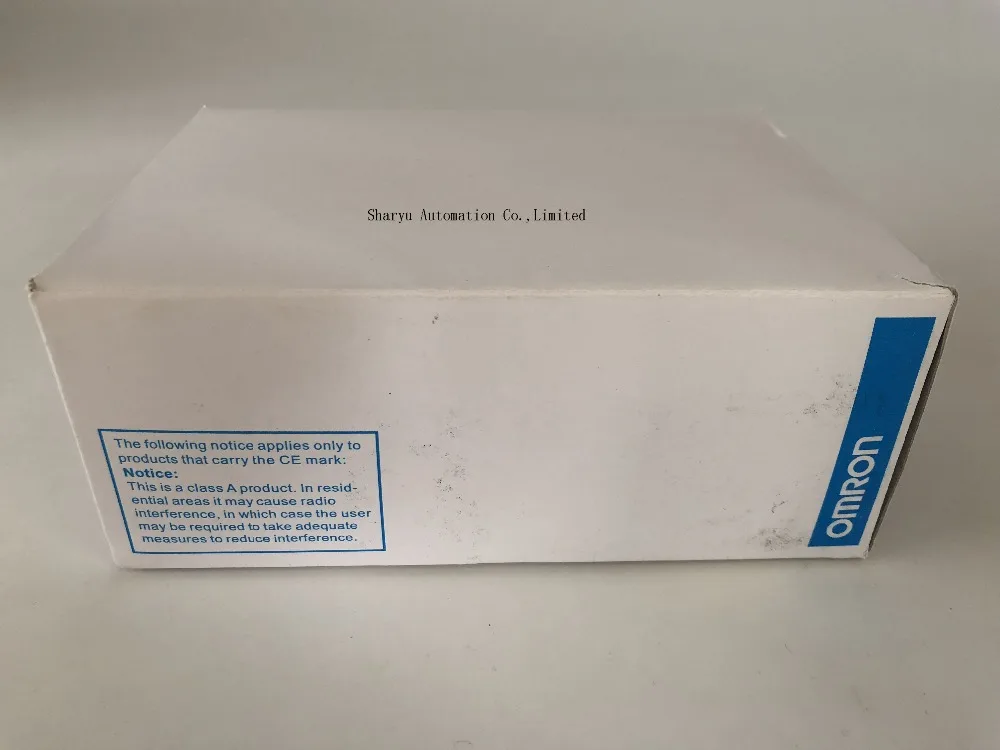 Sharyu Automation Co.,Limited
The following notice applies only to
products that carry the CE mark:
Notice:
This is a class A product. In resid-
ential areas it may cause radio
interference, in which case the user
may be required to take adequate
measures to reduce interference.
OMRON